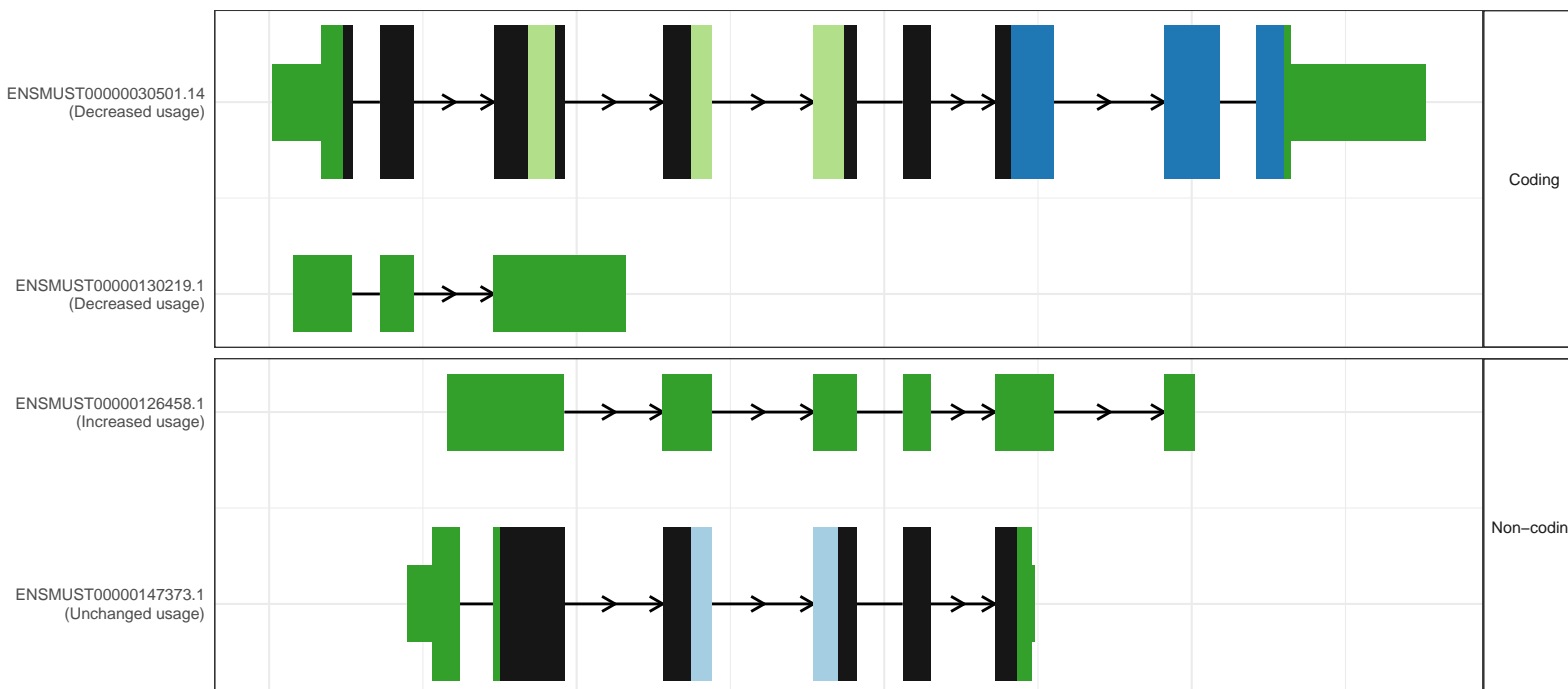 ENSMUST00000030501.14
(Decreased usage)
Coding
ENSMUST00000130219.1
(Decreased usage)
ENSMUST00000126458.1
(Increased usage)
Non−codin
ENSMUST00000147373.1
(Unchanged usage)